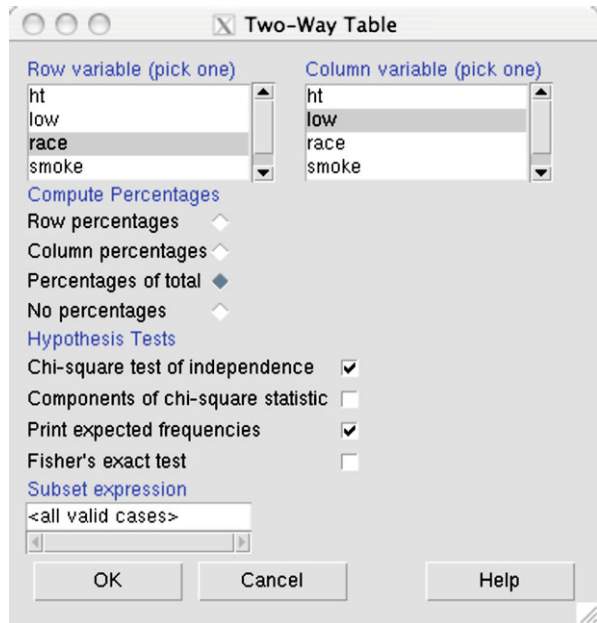 Two-Way Table
Row variable (pick one)
ht
low
race
smoke
Column variable (pick one)
ht
low
race
smoke
Compute Percentages
Row percentages
Column percentages
Percentages of total
No percentages
Hypothesis Tests
Chi-square test of independence
Components of chi-square statistic
Print expected frequencies
Fisher's exact test
Subset expression
<all valid cases>
OK
Cancel
Help